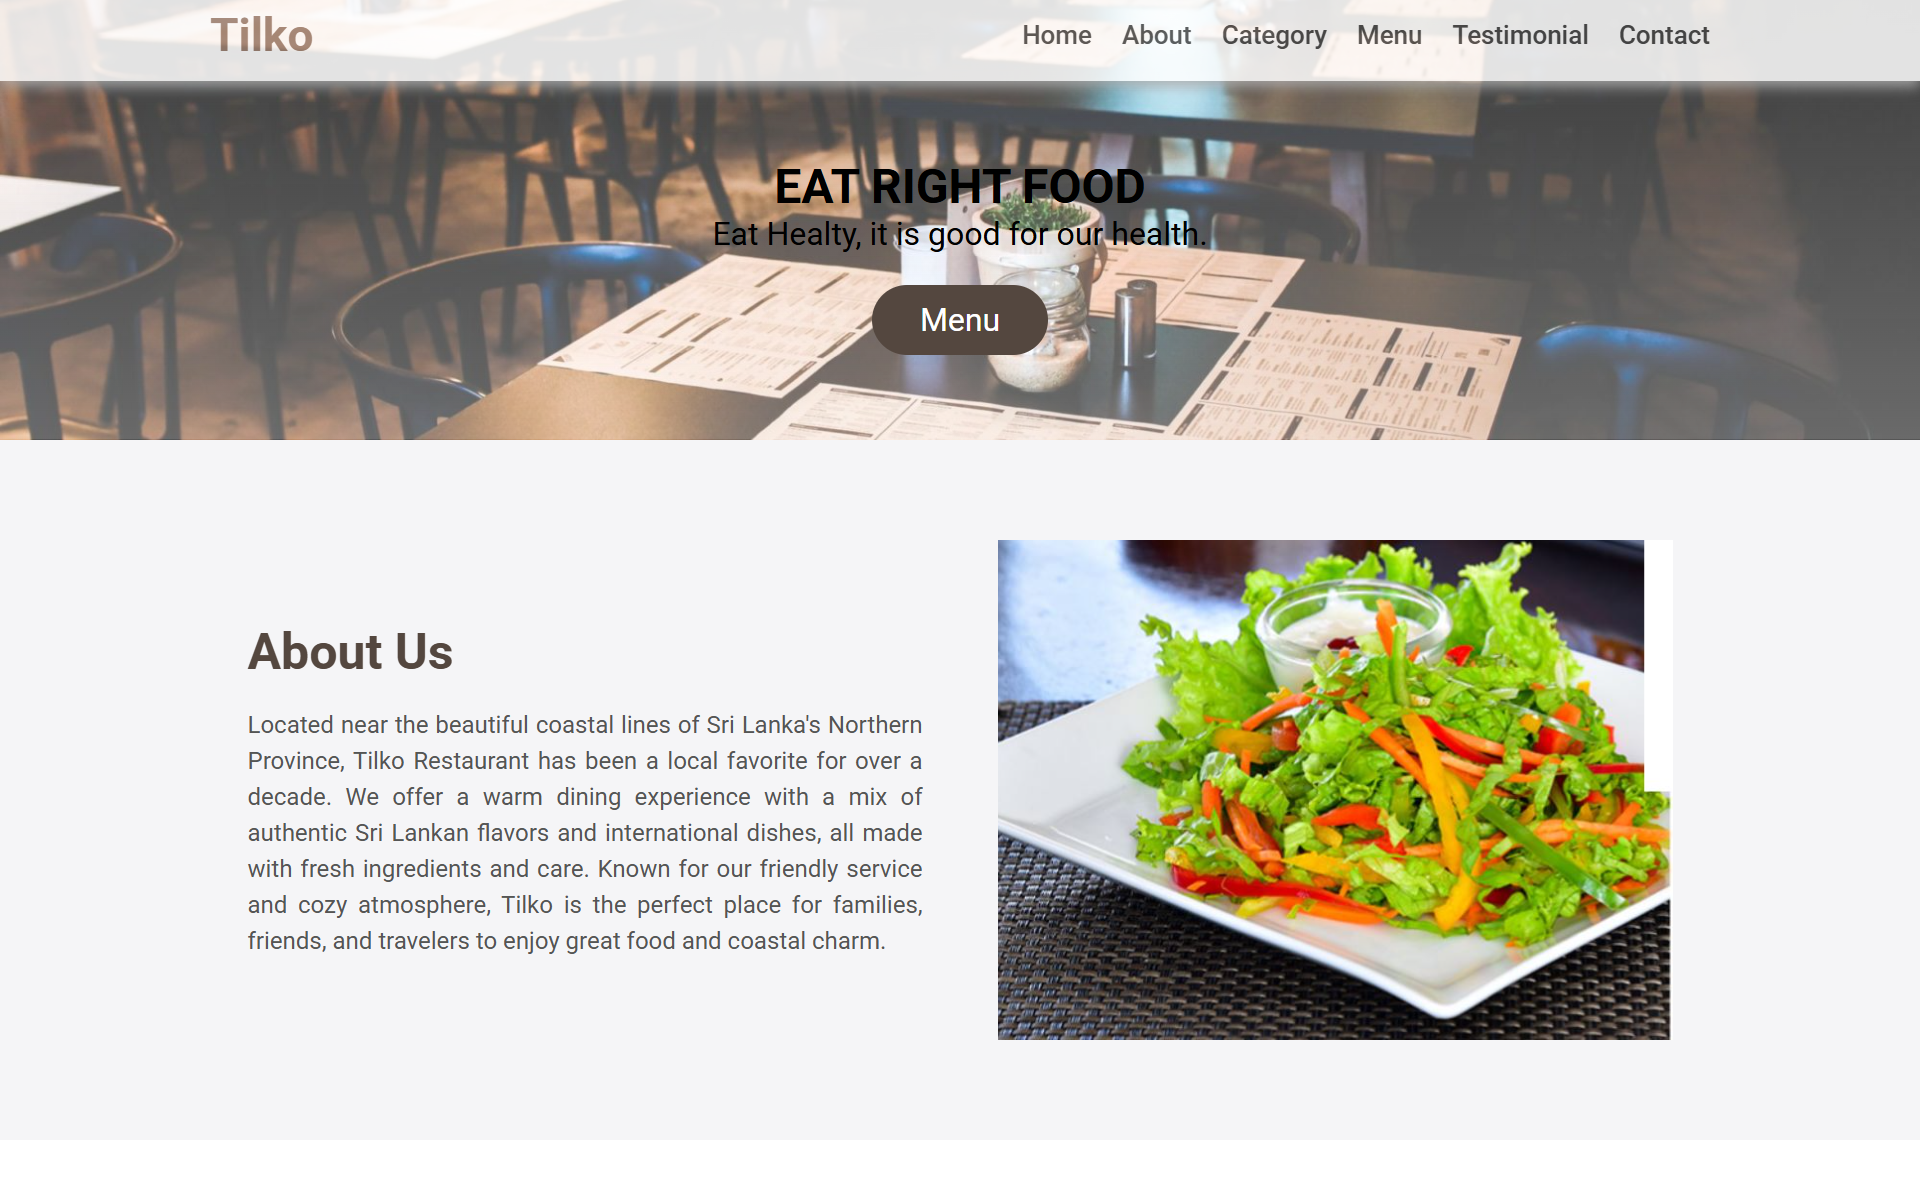 Tilko
Home About Category Menu Testimonial Contact
EAT RIGHT FOOD
Eat Healty, it is good for our health.
Menu
About Us
Located near the beautiful coastal lines of Sri Lanka's Northern
Province, Tilko Restaurant has been a local favorite for over a
decade. We offer a warm dining experience with a mix of
authentic Sri Lankan flavors and international dishes, all made
with fresh ingredients and care. Known for our friendly service
and cozy atmosphere, Tilko is the perfect place for families,
friends, and travelers to enjoy great food and coastal charm.